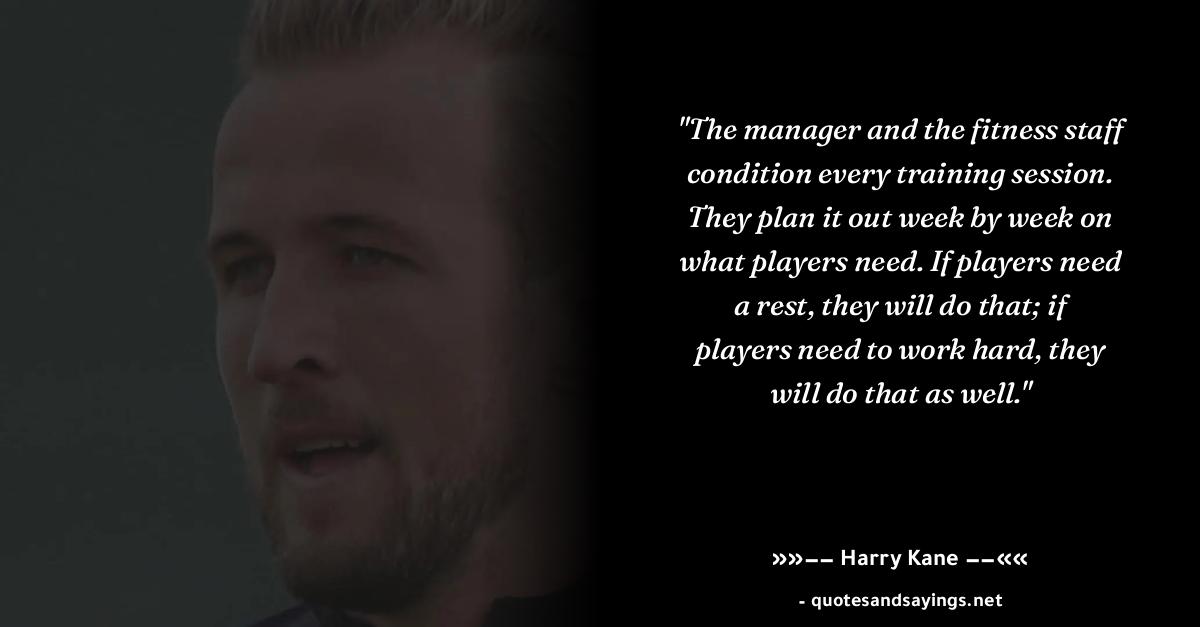 "The manager and the fitness staff
condition every training session.
They plan it out week by week on
what players need. If players need
a rest, they will do that; if
players need to work hard, they
will do that as well."
»»−− Harry Kane −−««
- quotesandsayings.net